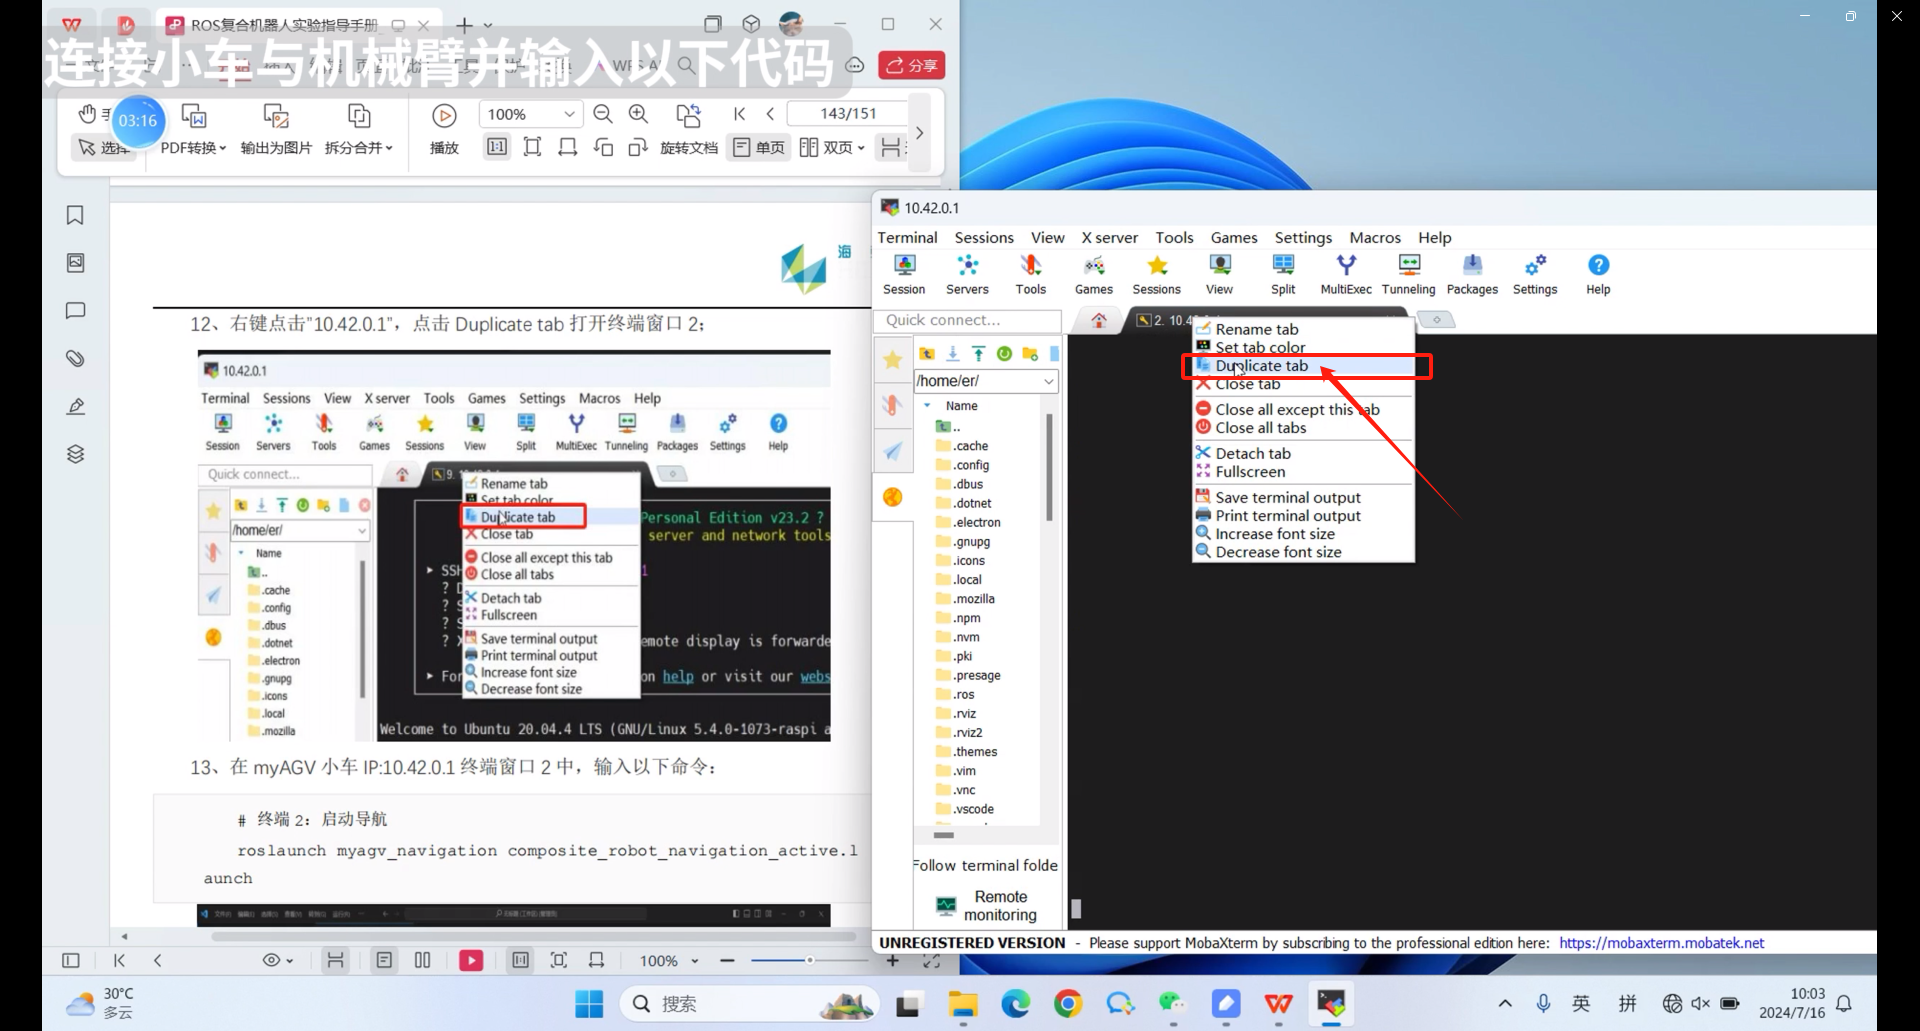 ROS复合机器人实验指导手册
连接小车与机械臂并输入以下代码
WPS A
分享
100%
143/151
03:16
选择
PDF转换
输出为图片
拆分合并
播放
旋转文档
单页
双页
海
12、右键点击"10.42.0.1"，点击 Duplicate tab 打开终端窗口 2；
10.42.0.1
Terminal Sessions View X server Tools Games Settings Macros Help
Session Servers Tools Games Sessions View Split MultiExec Tunneling Packages Settings Help
Quick connect...
9.
/home/er/
Name
..
.cache
.config
.dbus
.dotnet
.electron
.gnupg
.icons
.local
.mozilla
Rename tab
Set tab color
Duplicate tab
Close tab
Close all except this tab
Close all tabs
Detach tab
Fullscreen
Save terminal output
Print terminal output
Increase font size
Decrease font size
Personal Edition v23.2 ?
server and network tools
SSH
1
? D
? S
? S
? X
emote display is forwarde
For
on help or visit our webs
Welcome to Ubuntu 20.04.4 LTS (GNU/Linux 5.4.0-1073-raspi a
13、在 myAGV 小车 IP:10.42.0.1 终端窗口 2 中，输入以下命令：
# 终端 2：启动导航
roslaunch myagv_navigation composite_robot_navigation_active.l
aunch
100%
10.42.0.1
Terminal Sessions View X server Tools Games Settings Macros Help
Session Servers Tools Games Sessions View Split MultiExec Tunneling Packages Settings Help
Quick connect...
2. 10.4
/home/er/
Name
..
.cache
.config
.dbus
.dotnet
.electron
.gnupg
.icons
.local
.mozilla
.npm
.nvm
.pki
.presage
.ros
.rviz
.rviz2
.themes
.vim
.vnc
.vscode
Follow terminal folde
Remote
monitoring
Rename tab
Set tab color
Duplicate tab
Close tab
Close all except this tab
Close all tabs
Detach tab
Fullscreen
Save terminal output
Print terminal output
Increase font size
Decrease font size
UNREGISTERED VERSION - Please support MobaXterm by subscribing to the professional edition here: https://mobaxterm.mobatek.net
30°C
多云
搜索
英
拼
10:03
2024/7/16